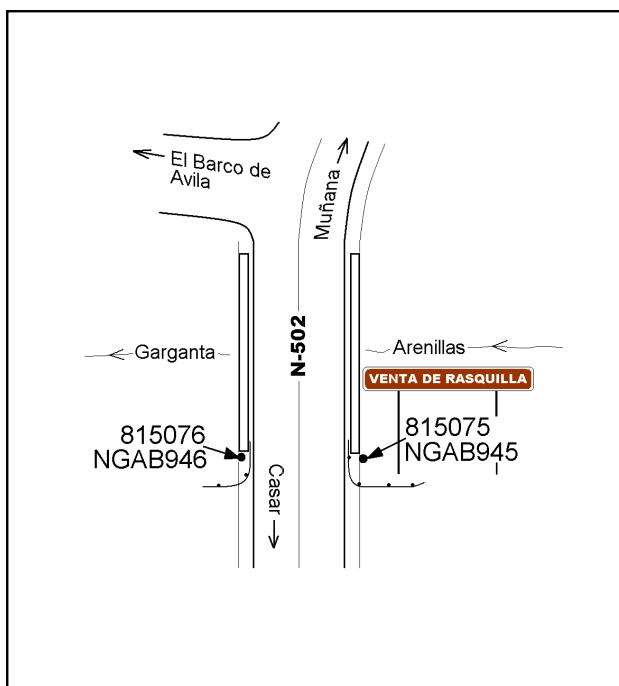 El Barco de
Avila
Muñana
N-502
Garganta
Arenillas
VENTA DE RASQUILLA
815076
NGAB946
815075
NGAB945
Casar